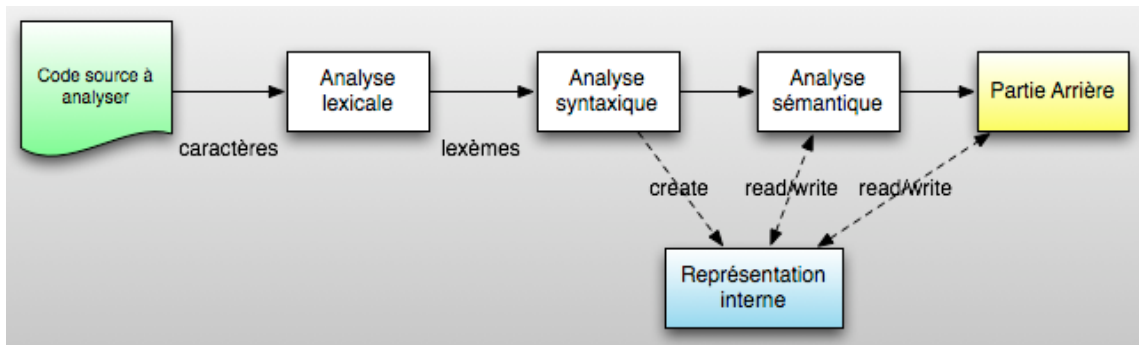 Code source à
analyser
Analyse
lexicale
Analyse
syntaxique
Analyse
sémantique
Partie Arrière
caractères
lexèmes
create
read/write
read/write
Représentation
interne